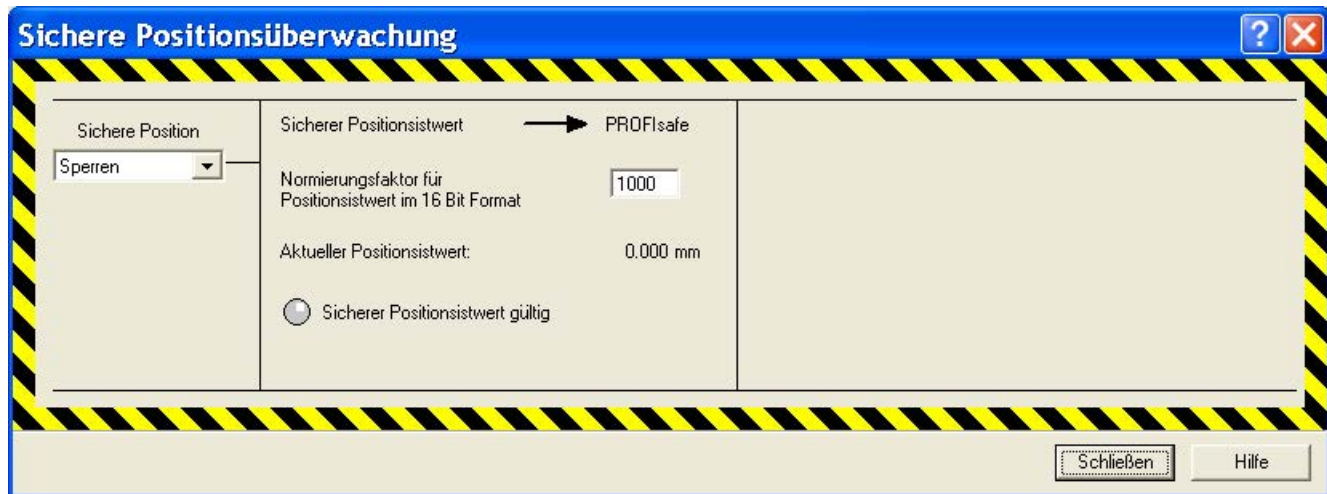 Sichere Positionsüberwachung
Sichere Position
Sperren
Sicherer Positionsistwert PROFIsafe
Normierungsfaktor für
Positionsistwert im 16 Bit Format
1000
Aktueller Positionsistwert: 0.000 mm
Sicherer Positionsistwert gültig
Schließen Hilfe